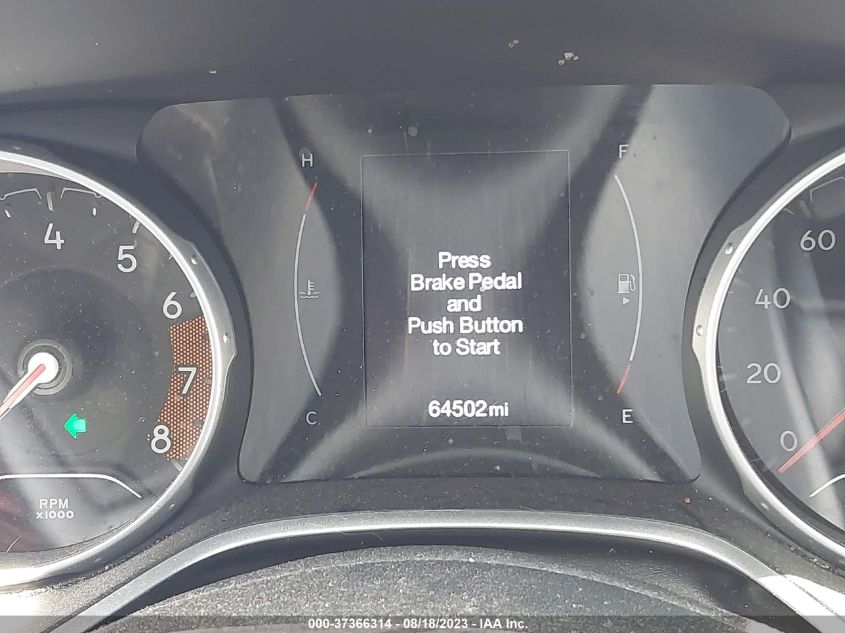 H
F
4
5
6
7
8
RPM
x1000
Press
Brake Pedal
and
Push Button
to Start
64502mi
C
E
60
40
20
0
000-37366314 - 08/18/2023 - IAA Inc.